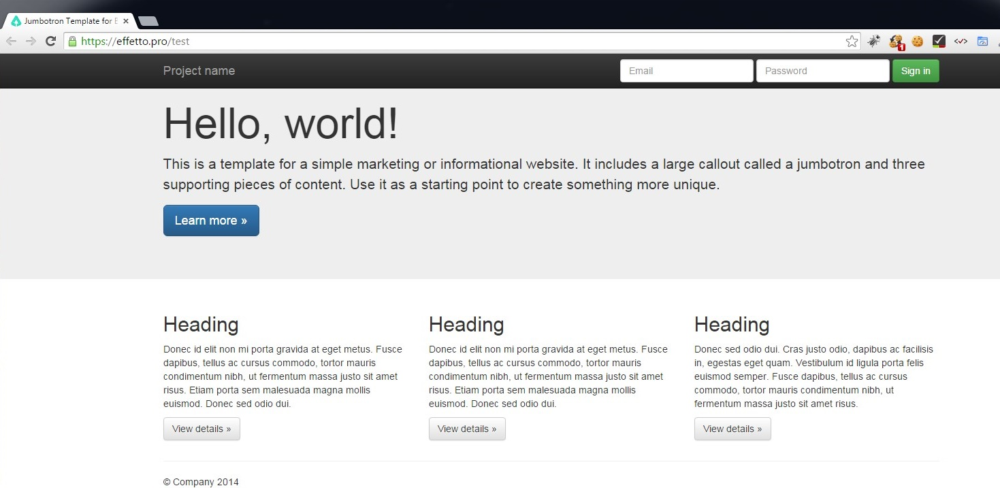 Jumbotron Template for B
https://effetto.pro/test
1
Project name
Email
Password
Sign in
Hello, world!
This is a template for a simple marketing or informational website. It includes a large callout called a jumbotron and three
supporting pieces of content. Use it as a starting point to create something more unique.
Learn more »
Heading
Donec id elit non mi porta gravida at eget metus. Fusce
dapibus, tellus ac cursus commodo, tortor mauris
condimentum nibh, ut fermentum massa justo sit amet
risus. Etiam porta sem malesuada magna mollis
euismod. Donec sed odio dui.
View details »
Heading
Donec id elit non mi porta gravida at eget metus. Fusce
dapibus, tellus ac cursus commodo, tortor mauris
condimentum nibh, ut fermentum massa justo sit amet
risus. Etiam porta sem malesuada magna mollis
euismod. Donec sed odio dui.
View details »
Heading
Donec sed odio dui. Cras justo odio, dapibus ac facilisis
in, egestas eget quam. Vestibulum id ligula porta felis
euismod semper. Fusce dapibus, tellus ac cursus
commodo, tortor mauris condimentum nibh, ut
fermentum massa justo sit amet risus.
View details »
© Company 2014